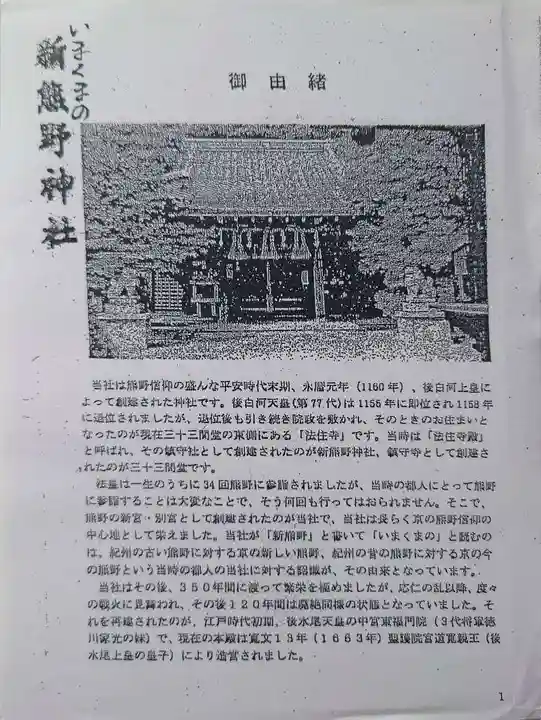 いまくまの
新熊野神社
御由緒
当社は熊野信仰の盛んな平安時代末期、永暦元年(1160年)、後白河上皇に
よって創建された神社です。後白河天皇(第77代)は1155年に即位され1158年
に退位されましたが、退位後も引き続き院政を敷かれ、そのときのお住まいと
なったのが現在三十三間堂の東側にある「法住寺」です。当時は「法住寺殿」
と呼ばれ、その鎮守社として創建されたのが新熊野神社、鎮守寺として創建さ
れたのが三十三間堂です。
法皇は一生のうちに34回熊野に参詣されましたが、当時の都人にとって熊野
に参詣することは大変なことで、そう何回も行ってはおられません。そこで、
熊野の新宮・別宮として創建されたのが当社で、当社は長らく京の熊野信仰の
中心地として栄えました。当社が「新熊野」と書いて「いまくまの」と読むの
は、紀州の古い熊野に対する京の新しい熊野、紀州の昔の熊野に対する京の今
の熊野という当時の都人の当社に対する認識が、その由来となっています。
当社はその後、350年間に渡って繁栄を極めましたが、応仁の乱以降、度々
の戦火に見舞われ、その後120年間は廃絶同様の状態となっていました。そ
れを再建されたのが、江戸時代初期、後水尾天皇の中宮東福門院(3代将軍徳
川家光の妹)で、現在の本殿は寛文13年(1663年)聖護院宮道寛親王(後
水尾上皇の皇子)により造営されました。
1